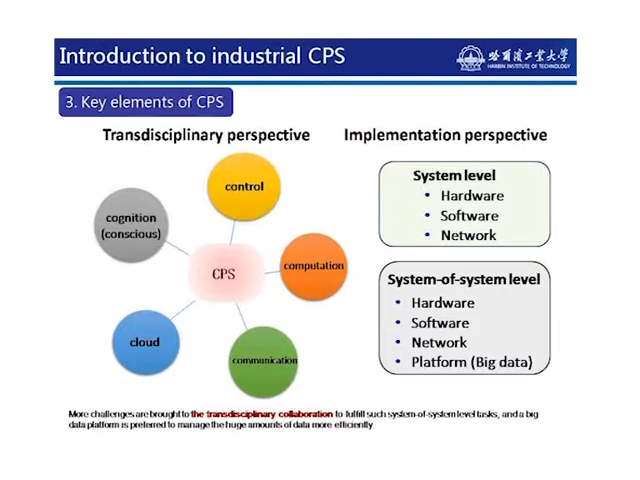 Introduction to industrial CPS
哈爾濱工業大學
HARBIN INSTITUTE OF TECHNOLOGY
3. Key elements of CPS
Transdisciplinary perspective
Implementation perspective
control
cognition
(conscious)
CPS
computation
cloud
communication
System level
• Hardware
• Software
• Network
System-of-system level
• Hardware
• Software
• Network
• Platform (Big data)
More challenges are brought to the transdisciplinary collaboration to fulfill such system-of-system level tasks, and a big
data platform is preferred to manage the huge amounts of data more efficiently